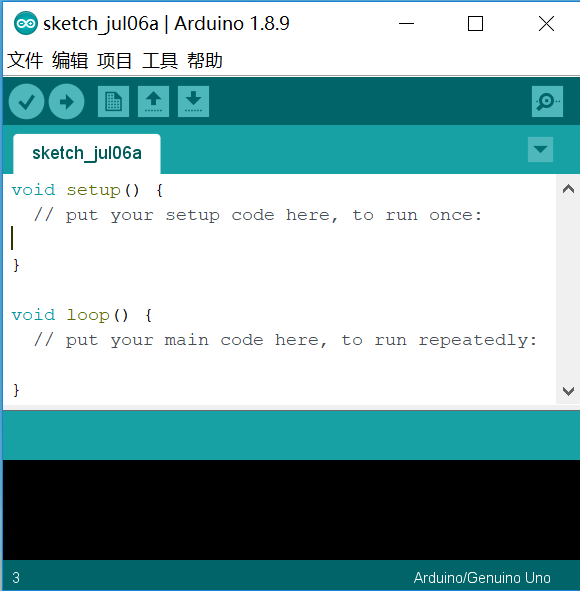 sketch_jul06a | Arduino 1.8.9
文件 编辑 项目 工具 帮助
sketch_jul06a
void setup() {
  // put your setup code here, to run once:

}

void loop() {
  // put your main code here, to run repeatedly:

}
3
Arduino/Genuino Uno